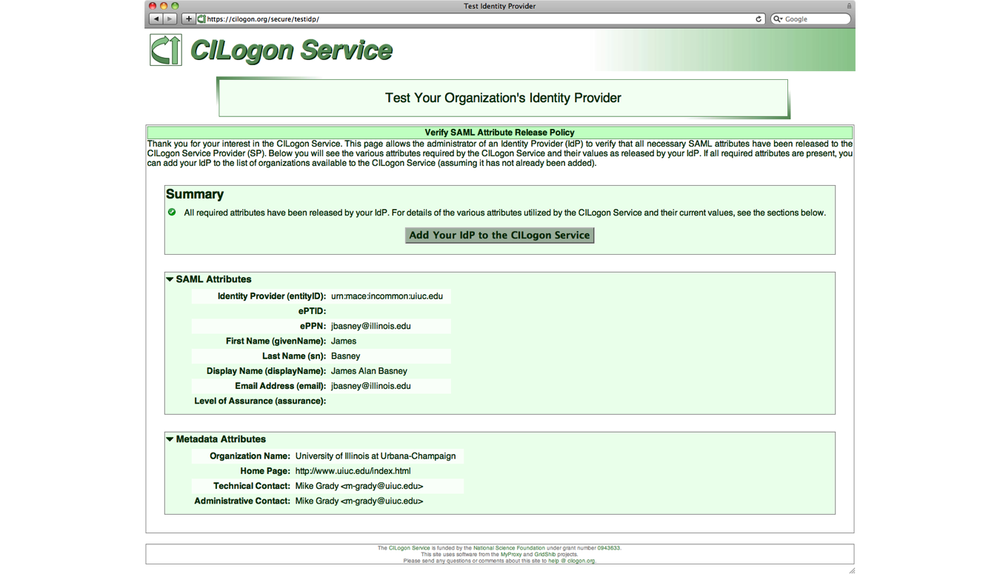 Test Identity Provider
https://cilogon.org/secure/testidp/
Google
CILogon Service
Test Your Organization's Identity Provider
Verify SAML Attribute Release Policy
Thank you for your interest in the CILogon Service. This page allows the administrator of an Identity Provider (IdP) to verify that all necessary SAML attributes have been released to the
CILogon Service Provider (SP). Below you will see the various attributes required by the CILogon Service and their values as released by your IdP. If all required attributes are present, you
can add your IdP to the list of organizations available to the CILogon Service (assuming it has not already been added).
Summary
All required attributes have been released by your IdP. For details of the various attributes utilized by the CILogon Service and their current values, see the sections below.
Add Your IdP to the CILogon Service
SAML Attributes
Identity Provider (entityID): urn:mace:incommon:uiuc.edu
ePTID:
ePPN: jbasney@illinois.edu
First Name (givenName): James
Last Name (sn): Basney
Display Name (displayName): James Alan Basney
Email Address (email): jbasney@illinois.edu
Level of Assurance (assurance):
Metadata Attributes
Organization Name: University of Illinois at Urbana-Champaign
Home Page: http://www.uiuc.edu/index.html
Technical Contact: Mike Grady <m-grady@uiuc.edu>
Administrative Contact: Mike Grady <m-grady@uiuc.edu>
The CILogon Service is funded by the National Science Foundation under grant number 0943633.
This site uses software from the MyProxy and GridShib projects.
Please send any questions or comments about this site to help @ cilogon.org.